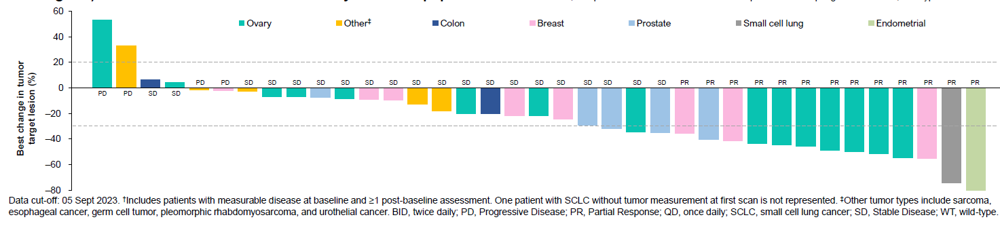 60
Ovary Other‡ Colon Breast Prostate Small cell lung Endometrial
40
20
PD PD SD SD SD SD SD SD SD SD SD SD SD SD SD SD SD SD SD SD PR PR PR PR PR PR PR PR PR PR PR PR PR
0
PD PD SD SD
–20
–40
–60
–80
Best change in tumor
target lesion (%)
Data cut-off: 05 Sept 2023. †Includes patients with measurable disease at baseline and ≥1 post-baseline assessment. One patient with SCLC without tumor measurement at first scan is not represented. ‡Other tumor types include sarcoma,
esophageal cancer, germ cell tumor, pleomorphic rhabdomyosarcoma, and urothelial cancer. BID, twice daily; PD, Progressive Disease; PR, Partial Response; QD, once daily; SCLC, small cell lung cancer; SD, Stable Disease; WT, wild-type.